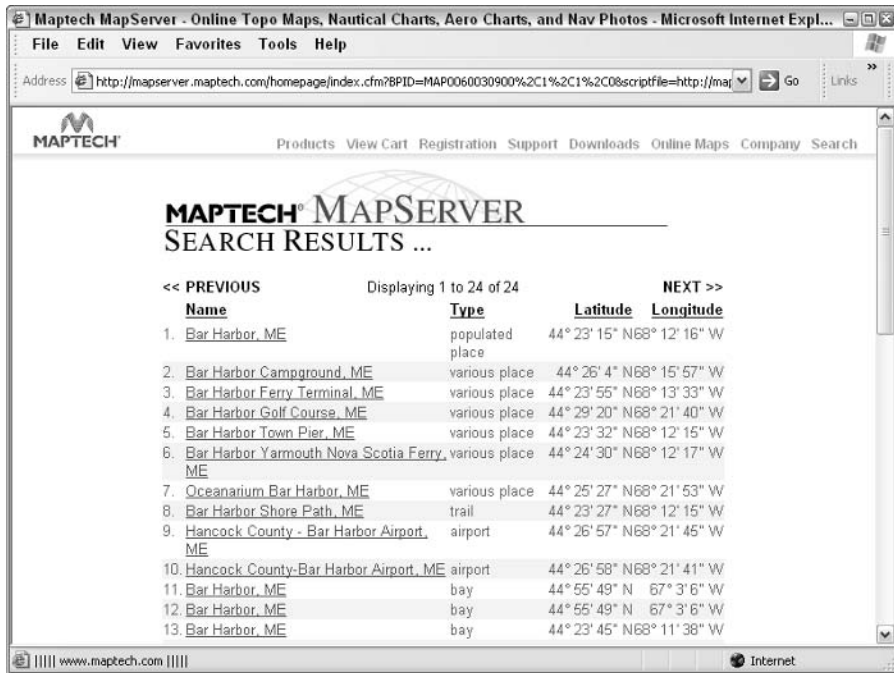 Maptech MapServer - Online Topo Maps, Nautical Charts, Aero Charts, and Nav Photos - Microsoft Internet Expl...
File Edit View Favorites Tools Help
Address http://mapserver.maptech.com/homepage/index.cfm?BPID=MAP0060030900%2C1%2C1%2C0&scriptfile=http://ma Go Links »
MAPTECH®
Products View Cart Registration Support Downloads Online Maps Company Search
MAPTECH® MAPSERVER
SEARCH RESULTS ...
<< PREVIOUS Displaying 1 to 24 of 24 NEXT >>
Name Type Latitude Longitude
1. Bar Harbor, ME populated 44° 23' 15" N68° 12' 16" W
place
2. Bar Harbor Campground, ME various place 44° 26' 4" N68° 15' 57" W
3. Bar Harbor Ferry Terminal, ME various place 44° 23' 55" N68° 13' 33" W
4. Bar Harbor Golf Course, ME various place 44° 29' 20" N68° 21' 40" W
5. Bar Harbor Town Pier, ME various place 44° 23' 32" N68° 12' 15" W
6. Bar Harbor Yarmouth Nova Scotia Ferry, various place 44° 24' 30" N68° 12' 17" W
ME
7. Oceanarium Bar Harbor, ME various place 44° 25' 27" N68° 21' 53" W
8. Bar Harbor Shore Path, ME trail 44° 23' 27" N68° 12' 15" W
9. Hancock County - Bar Harbor Airport, airport 44° 26' 57" N68° 21' 45" W
ME
10. Hancock County-Bar Harbor Airport, ME airport 44° 26' 58" N68° 21' 41" W
11. Bar Harbor, ME bay 44° 55' 49" N 67° 3' 6" W
12. Bar Harbor, ME bay 44° 55' 49" N 67° 3' 6" W
13. Bar Harbor, ME bay 44° 23' 45" N68° 11' 38" W
||||| www.maptech.com ||||| Internet